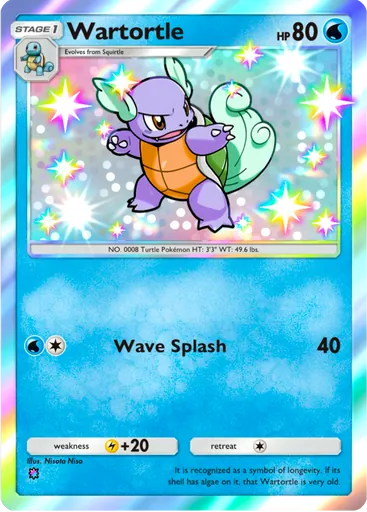 STAGE 1 Wartortle HP 80
Evolves from Squirtle
NO. 0008 Turtle Pokémon HT: 3'3" WT: 49.6 lbs.
Wave Splash 40
weakness +20 retreat
Illus. Nisota Niso
It is recognized as a symbol of longevity. If its
shell has algae on it, that Wartortle is very old.